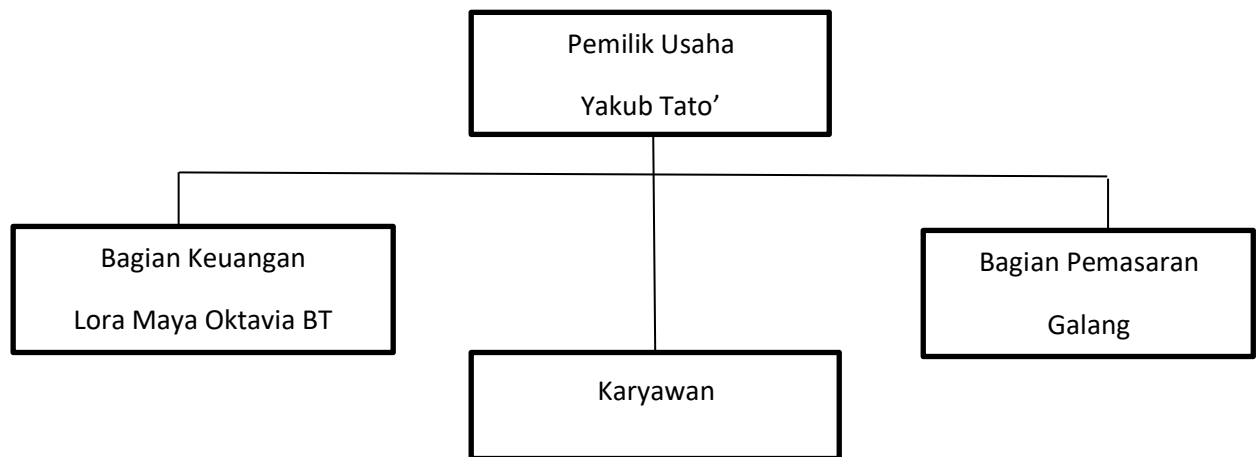 Pemilik Usaha
Yakub Tato’
Bagian Keuangan
Lora Maya Oktavia BT
Bagian Pemasaran
Galang
Karyawan